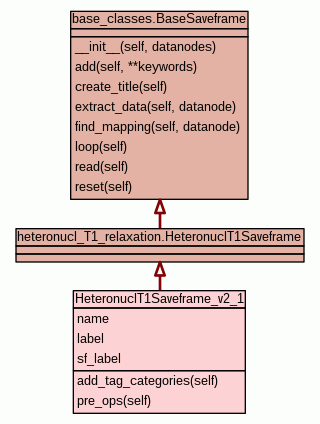 base_classes.BaseSaveframe
__init__(self, datanodes)
add(self, **keywords)
create_title(self)
extract_data(self, datanode)
find_mapping(self, datanode)
loop(self)
read(self)
reset(self)
heteronucl_T1_relaxation.HeteronuclT1Saveframe
HeteronuclT1Saveframe_v2_1
name
label
sf_label
add_tag_categories(self)
pre_ops(self)